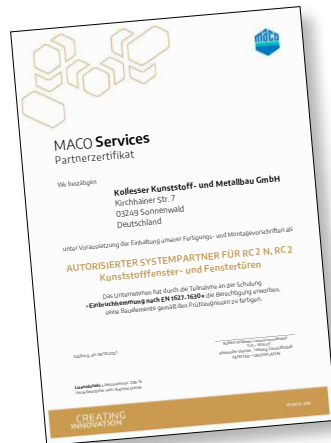 maco
MACO Services
Partnerzertifikat
Wir bestätigen
Kollesser Kunststoff- und Metallbau GmbH
Kirchhainer Str. 7
03249 Sonnenwald
Deutschland
unter Voraussetzung der Einhaltung unserer Fertigungs- und Montagevorschriften als
AUTORISIERTER SYSTEMPARTNER FÜR RC 2 N, RC 2
Kunststofffenster- und Fenstertüren
Das Unternehmen hat durch die Teilnahme an der Schulung
»Einbruchhemmung nach EN 1627-1630« die Berechtigung erworben,
seine Bauelemente gemäß den Prüfzeugnissen zu fertigen.
CREATING
INNOVATION